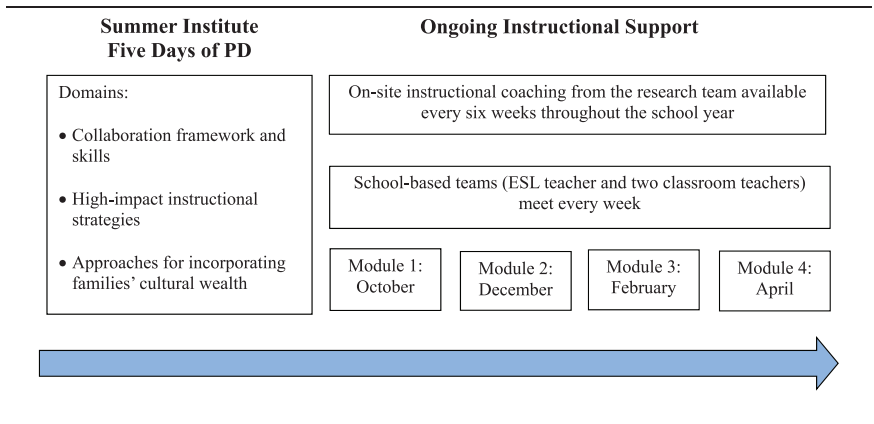 Summer Institute
Five Days of PD
Domains:
• Collaboration framework and
skills
• High-impact instructional
strategies
• Approaches for incorporating
families’ cultural wealth
Ongoing Instructional Support
On-site instructional coaching from the research team available
every six weeks throughout the school year
School-based teams (ESL teacher and two classroom teachers)
meet every week
Module 1:
October
Module 2:
December
Module 3:
February
Module 4:
April